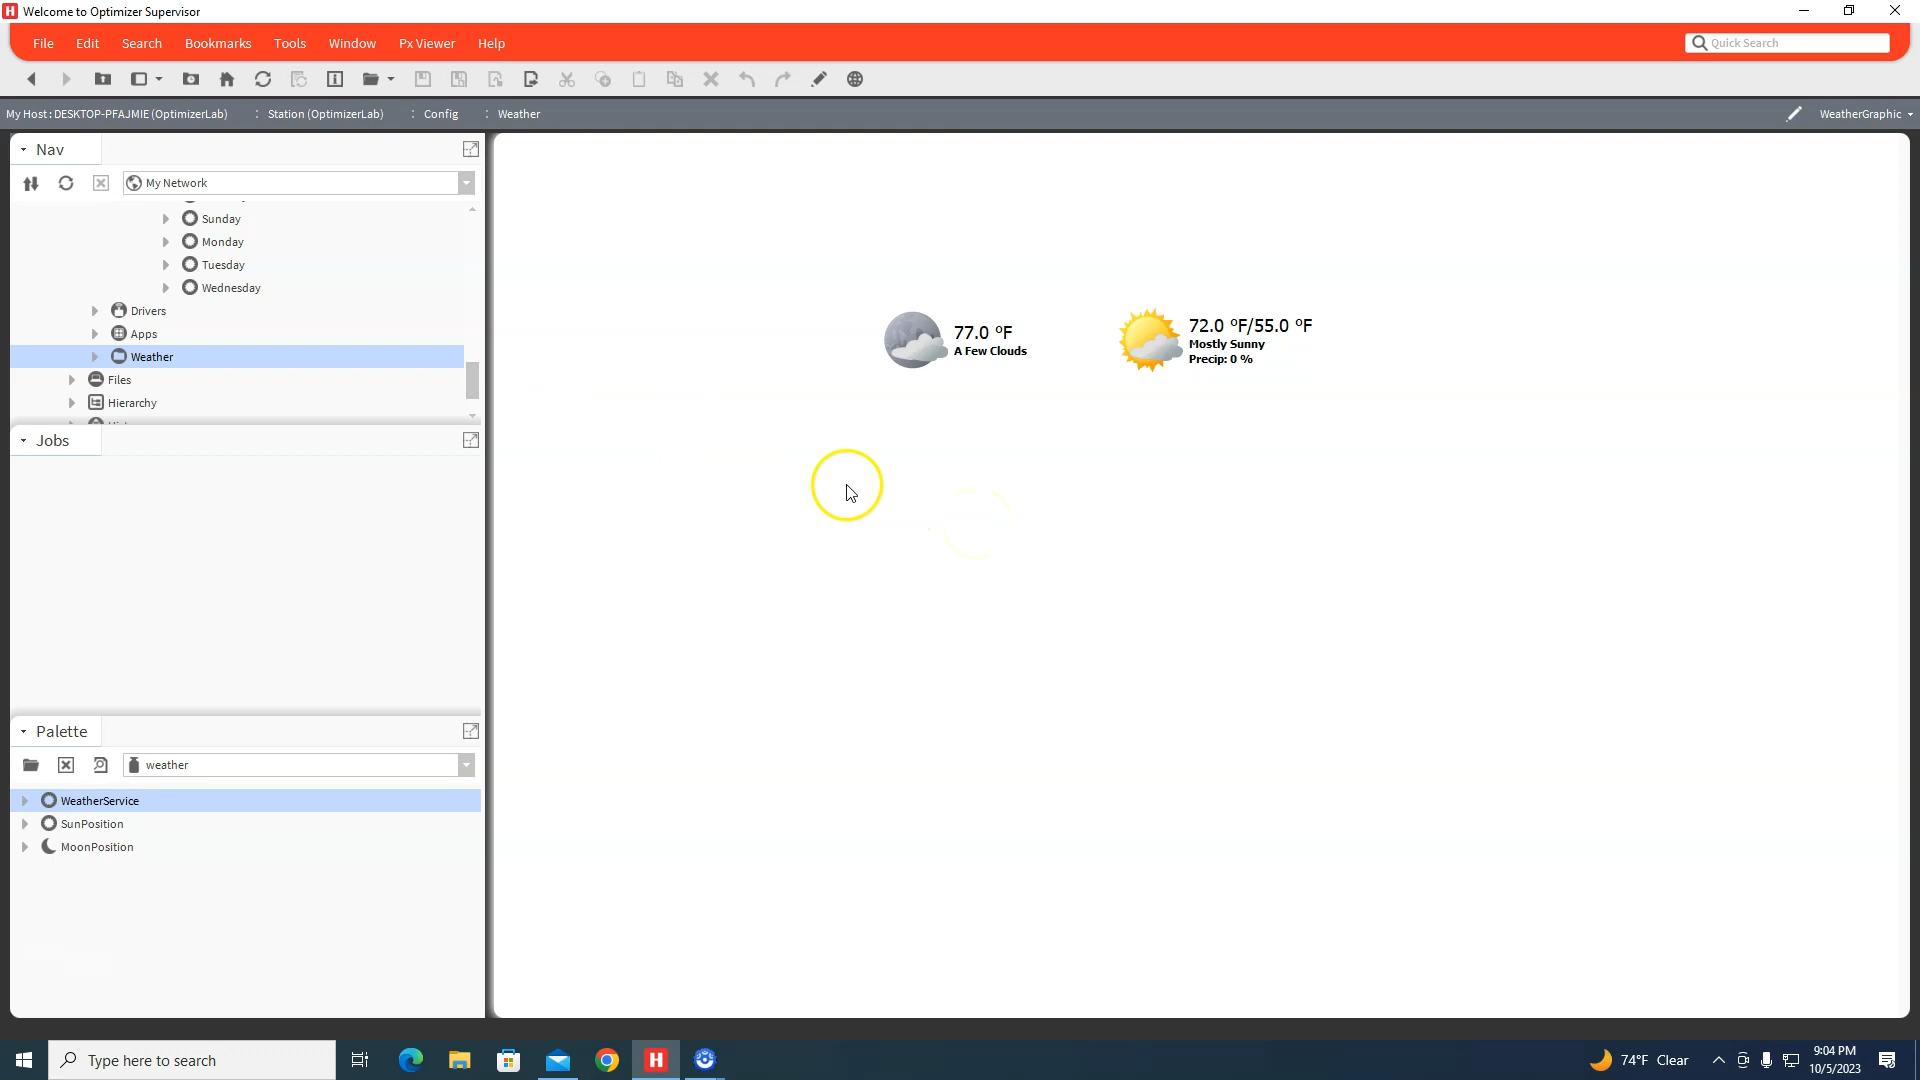 H Welcome to Optimizer Supervisor
File Edit Search Bookmarks Tools Window Px Viewer Help
Quick Search
My Host : DESKTOP-PFAJMIE (OptimizerLab) : Station (OptimizerLab) : Config : Weather
WeatherGraphic
Nav
My Network
Sunday
Monday
Tuesday
Wednesday
Drivers
Apps
Weather
Files
Hierarchy
77.0 ºF
A Few Clouds
72.0 ºF/55.0 ºF
Mostly Sunny
Precip: 0 %
Jobs
Palette
weather
WeatherService
SunPosition
MoonPosition
Type here to search
H
74°F Clear
9:04 PM
10/5/2023